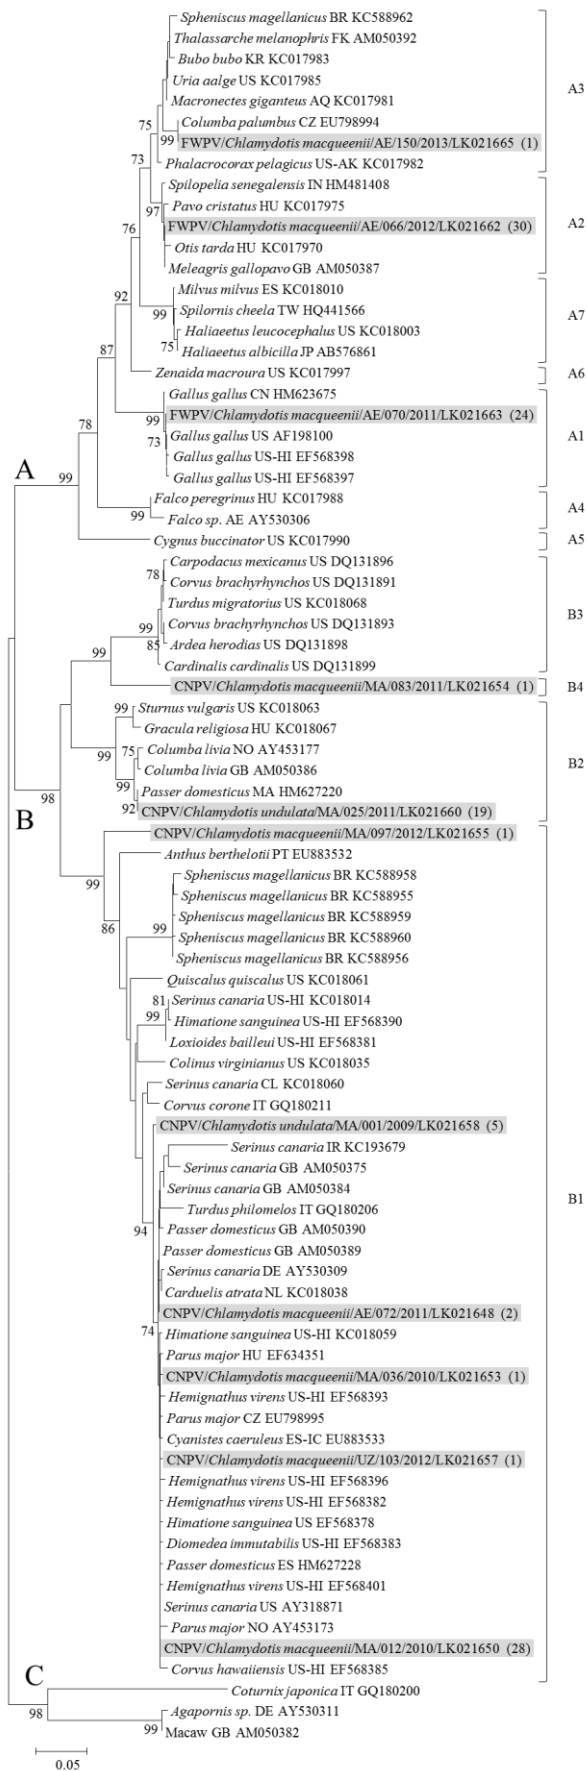 Spheniscus magellanicus BR KC588962
Thalassarche melanophris FK AM050392
Bubo bubo KR KC017983
Uria aalge US KC017985
Macronectes giganteus AQ KC017981
A3
Columba palumbus CZ EU798994
75
99
FWPV/Chlamydotis macqueenii/AE/150/2013/LK021665 (1)
Phalacrocorax pelagicus US-AK KC017982
73
Spilopelia senegalensis IN HM481408
Pavo cristatus HU KC017975
97
FWPV/Chlamydotis macqueenii/AE/066/2012/LK021662 (30)
A2
76
Otis tarda HU KC017970
Meleagris gallopavo GB AM050387
Milvus milvus ES KC018010
92
99
Spilornis cheela TW HQ441566
A7
Haliaeetus leucocephalus US KC018003
75
Haliaeetus albicilla JP AB576861
87
Zenaida macroura US KC017997
A6
Gallus gallus CN HM623675
99
FWPV/Chlamydotis macqueenii/AE/070/2011/LK021663 (24)
78
73
Gallus gallus US AF198100
A1
Gallus gallus US-HI EF568398
A
Gallus gallus US-HI EF568397
99
Falco peregrinus HU KC017988
A4
99
Falco sp. AE AY530306
Cygnus buccinator US KC017990
A5
Carpodacus mexicanus US DQ131896
78
Corvus brachyrhynchos US DQ131891
Turdus migratorius US KC018068
B3
99
Corvus brachyrhynchos US DQ131893
85
Ardea herodias US DQ131898
99
Cardinalis cardinalis US DQ131899
CNPV/Chlamydotis macqueenii/MA/083/2011/LK021654 (1)
B4
99
Sturnus vulgaris US KC018063
Gracula religiosa HU KC018067
99
75
Columba livia NO AY453177
B2
Columba livia GB AM050386
99
Passer domesticus MA HM627220
98
92
CNPV/Chlamydotis undulata/MA/025/2011/LK021660 (19)
B
CNPV/Chlamydotis macqueenii/MA/097/2012/LK021655 (1)
99
Anthus berthelotii PT EU883532
Spheniscus magellanicus BR KC588958
Spheniscus magellanicus BR KC588955
86
99
Spheniscus magellanicus BR KC588959
Spheniscus magellanicus BR KC588960
Spheniscus magellanicus BR KC588956
Quiscalus quiscalus US KC018061
81
Serinus canaria US-HI KC018014
99
Himatione sanguinea US-HI EF568390
Loxioides bailleui US-HI EF568381
Colinus virginianus US KC018035
Serinus canaria CL KC018060
Corvus corone IT GQ180211
CNPV/Chlamydotis undulata/MA/001/2009/LK021658 (5)
Serinus canaria IR KC193679
Serinus canaria GB AM050375
Serinus canaria GB AM050384
B1
Turdus philomelos IT GQ180206
94
Passer domesticus GB AM050390
Passer domesticus GB AM050389
Serinus canaria DE AY530309
Carduelis atrata NL KC018038
CNPV/Chlamydotis macqueenii/AE/072/2011/LK021648 (2)
74
Himatione sanguinea US-HI KC018059
Parus major HU EF634351
CNPV/Chlamydotis macqueenii/MA/036/2010/LK021653 (1)
Hemignathus virens US-HI EF568393
Parus major CZ EU798995
Cyanistes caeruleus ES-IC EU883533
CNPV/Chlamydotis macqueenii/UZ/103/2012/LK021657 (1)
Hemignathus virens US-HI EF568396
Hemignathus virens US-HI EF568382
Himatione sanguinea US EF568378
Diomedea immutabilis US-HI EF568383
Passer domesticus ES HM627228
Hemignathus virens US-HI EF568401
Serinus canaria US AY318871
Parus major NO AY453173
CNPV/Chlamydotis macqueenii/MA/012/2010/LK021650 (28)
C
Corvus hawaiiensis US-HI EF568385
Coturnix japonica IT GQ180200
98
Agapornis sp. DE AY530311
99
Macaw GB AM050382
0.05